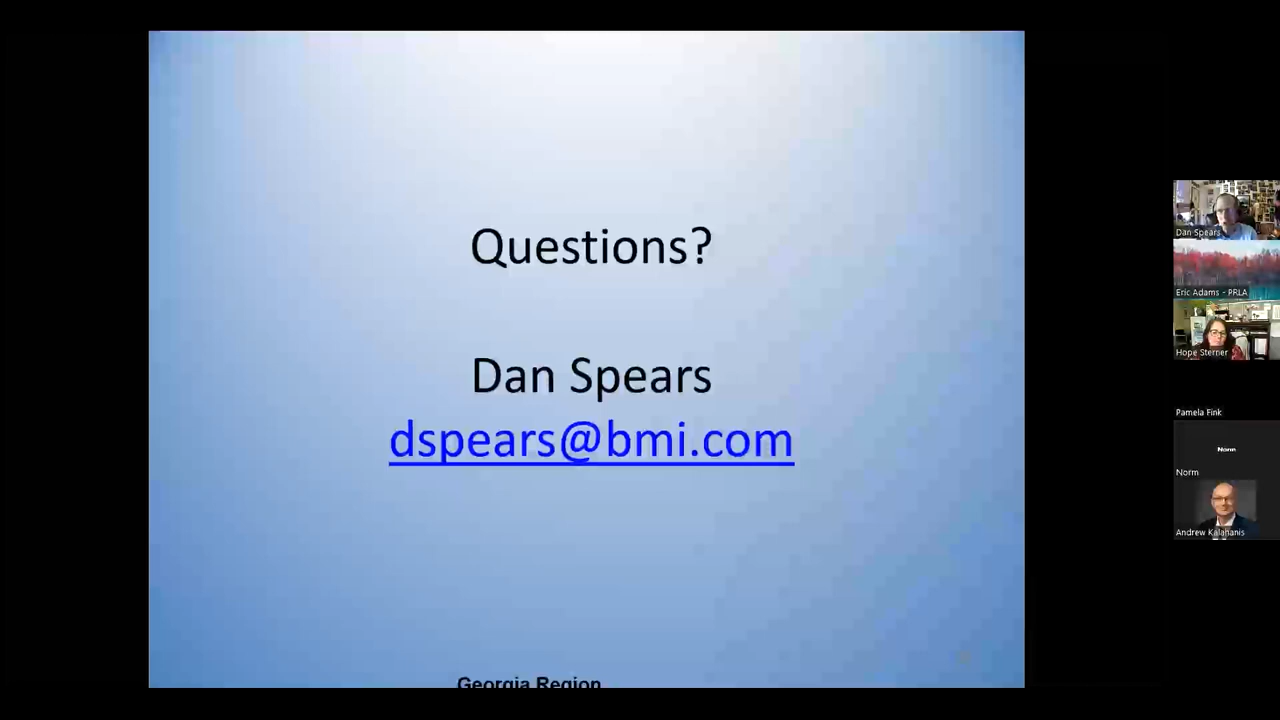 Questions?
Dan Spears
dspears@bmi.com
Georgia Region
Dan Spears
Eric Adams - PRLA
Hope Sterner
Pamela Fink
Norm
Norm
Andrew Kalahanis